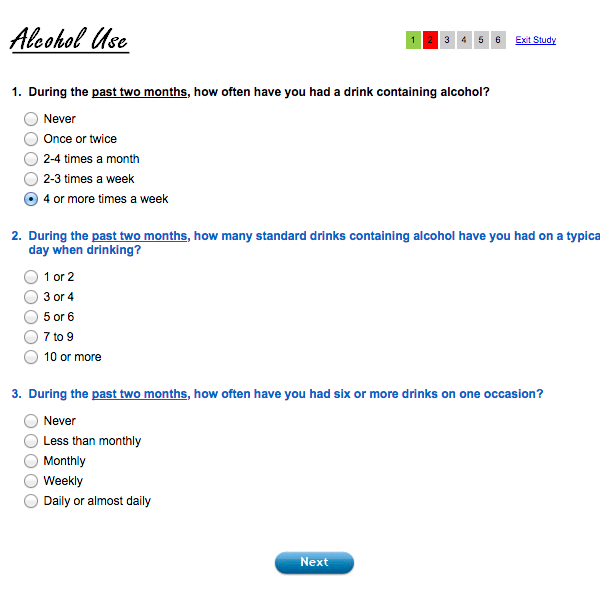 Alcohol Use
1 2 3 4 5 6 Exit Study
1. During the past two months, how often have you had a drink containing alcohol?
Never
Once or twice
2-4 times a month
2-3 times a week
4 or more times a week
2. During the past two months, how many standard drinks containing alcohol have you had on a typica
day when drinking?
1 or 2
3 or 4
5 or 6
7 to 9
10 or more
3. During the past two months, how often have you had six or more drinks on one occasion?
Never
Less than monthly
Monthly
Weekly
Daily or almost daily
Next